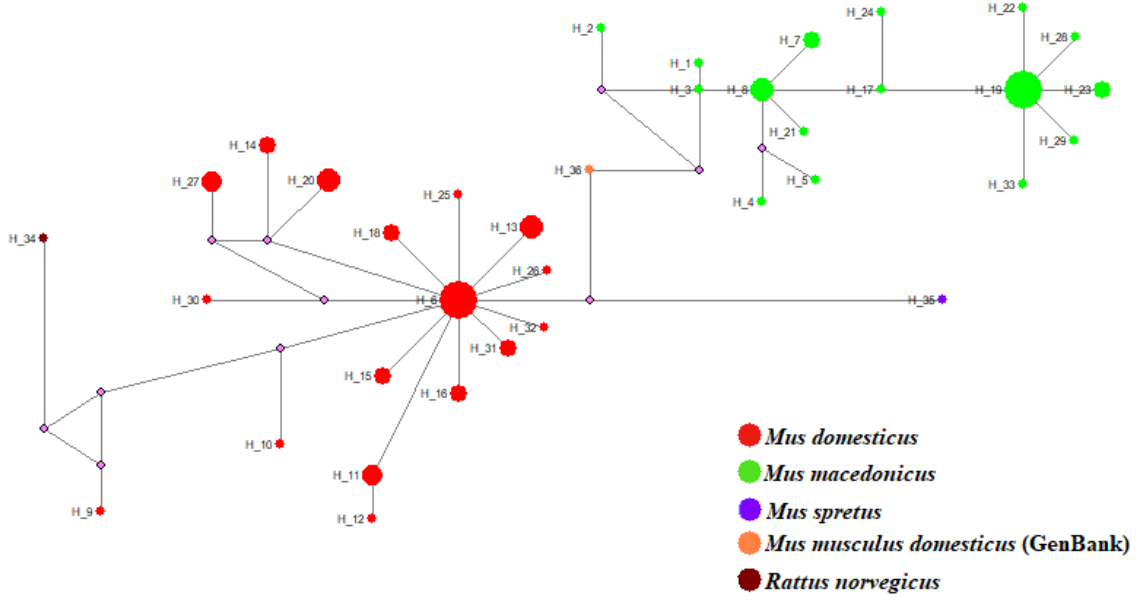 H_22
H_24
H_2
H_28
H_7
H_1
H_3
H_8
H_17
H_19
H_23
H_21
H_29
H_14
H_36
H_5
H_33
H_27
H_20
H_25
H_4
H_13
H_18
H_34
H_26
H_30
H_6
H_35
H_32
H_31
H_15
H_16
H_10
H_11
H_9
H_12
Mus domesticus
Mus macedonicus
Mus spretus
Mus musculus domesticus (GenBank)
Rattus norvegicus